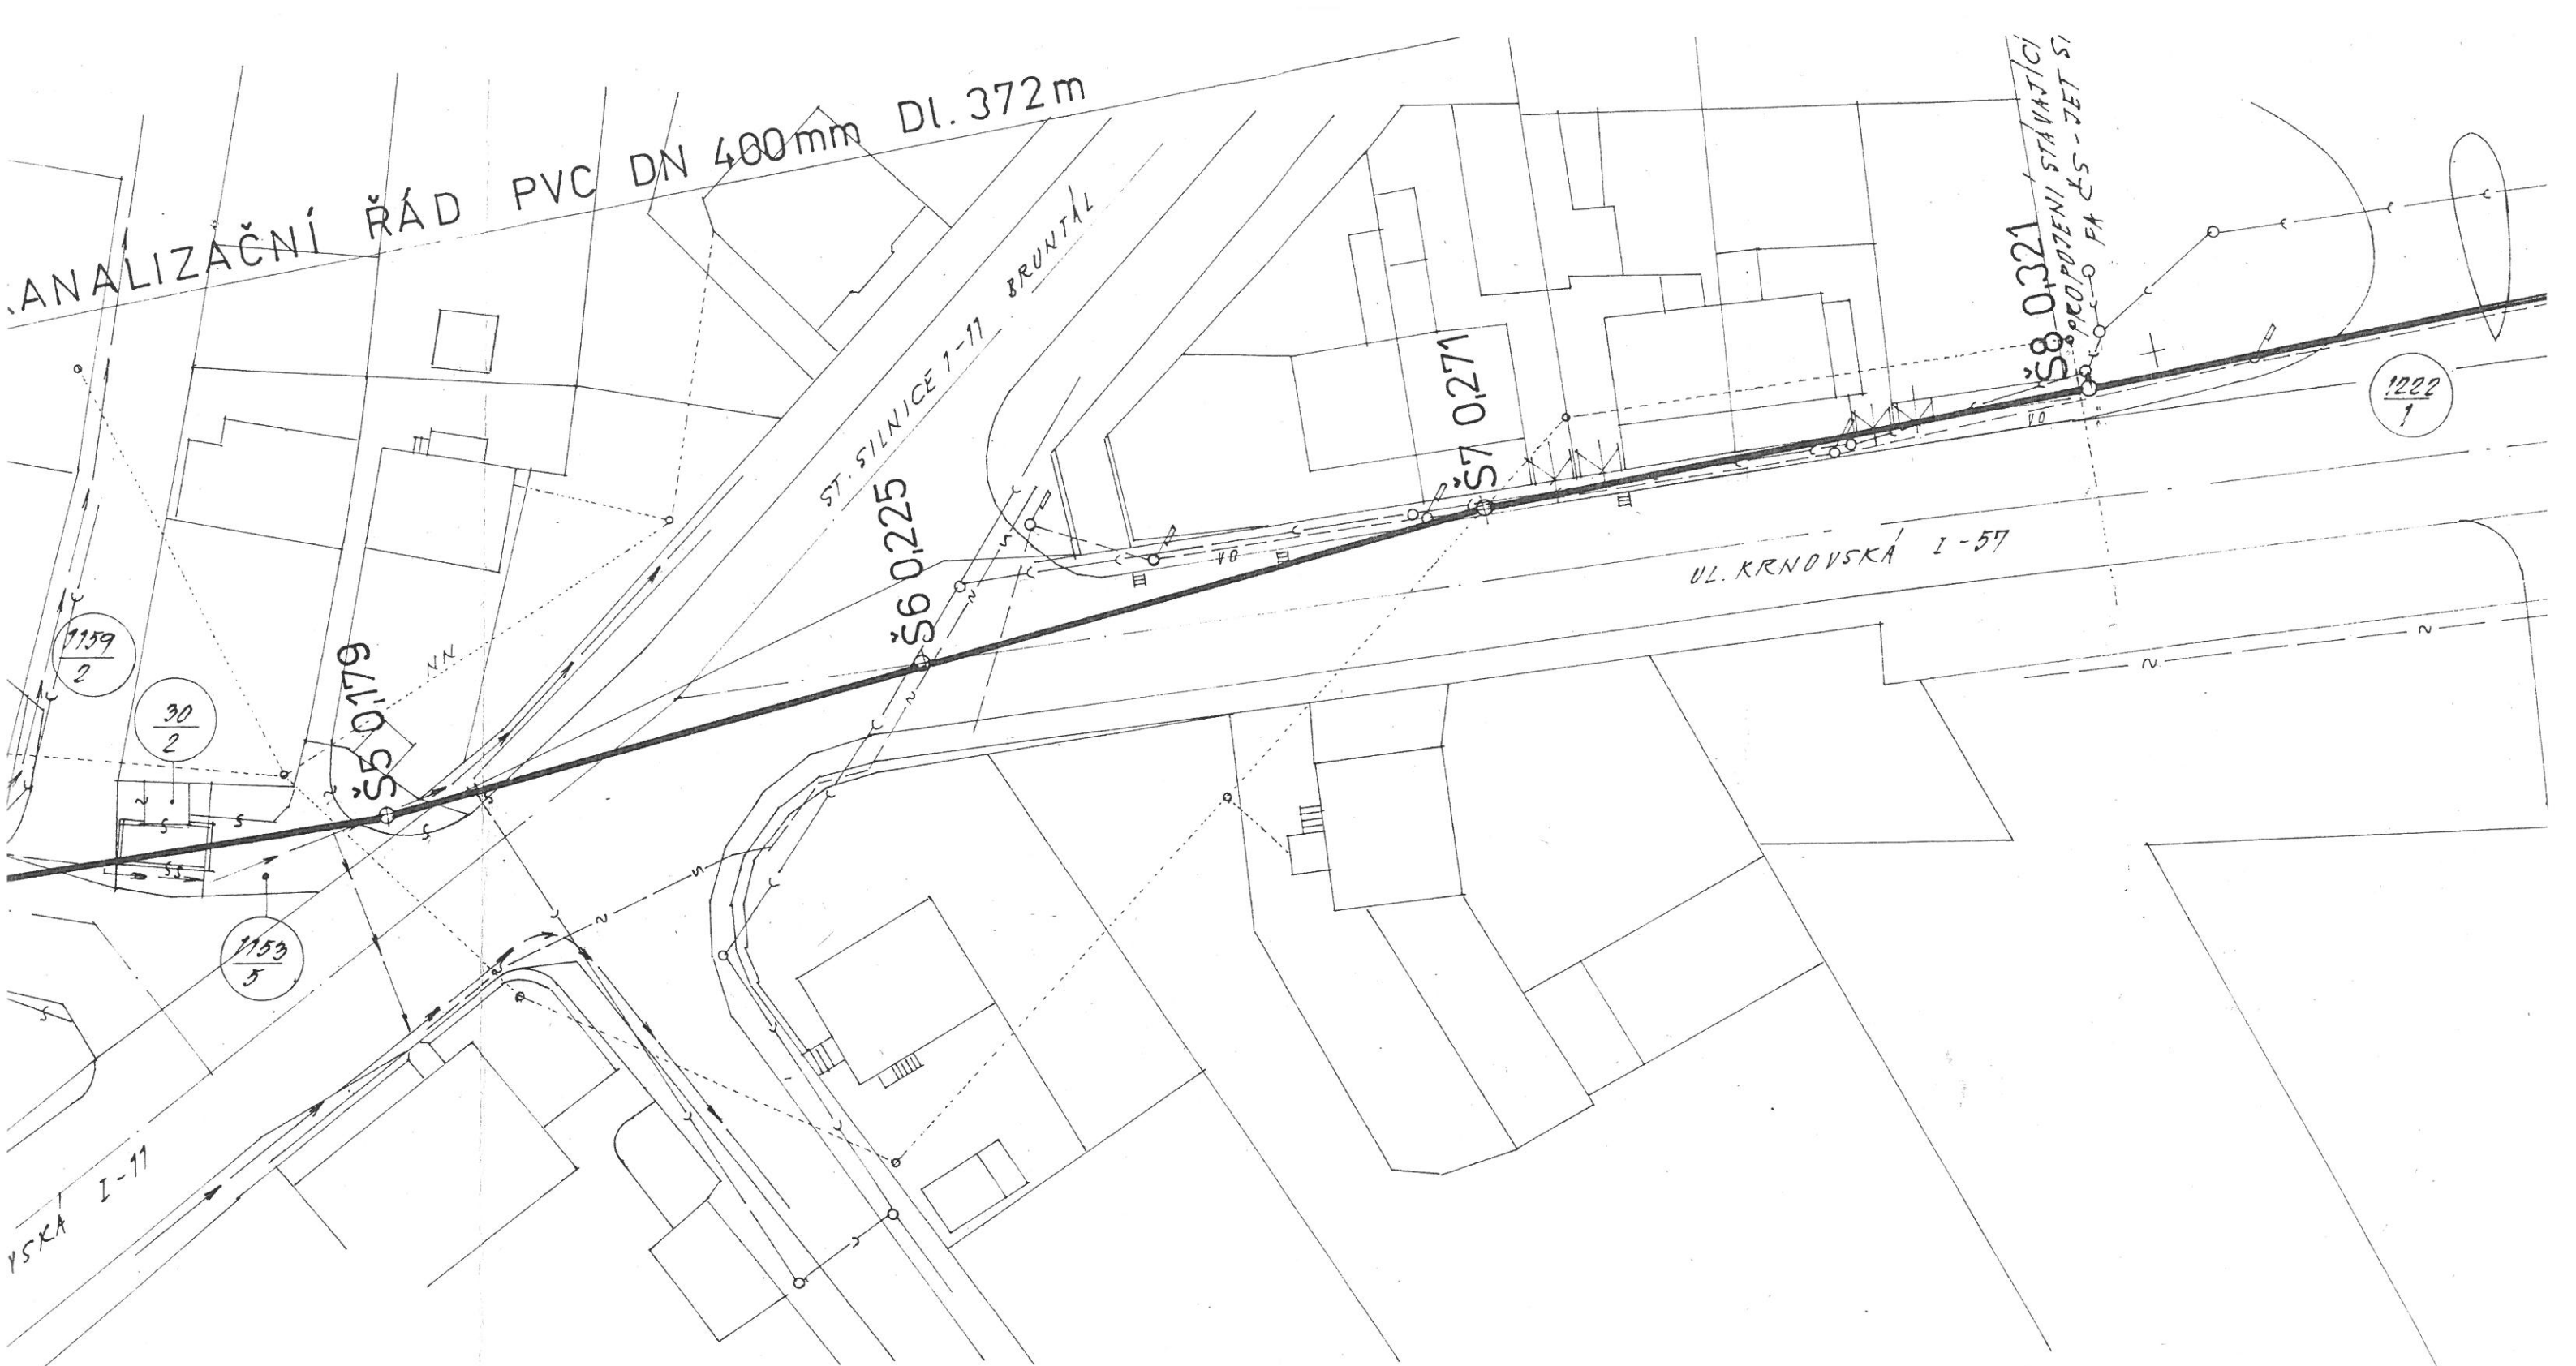 ANALIZAČNÍ ŘÁD PVC DN 400mm Dl. 372m
ST. SILNICE I-11 BRUNTÁL
Š5 0,179
Š6 0,225
Š7 0,271
Š8 0,321
PROPOJENÍ STÁVAJÍCÍ
FA ČS-JET
UL. KRNOVSKÁ I-57
1222
1
1159
2
30
2
1153
5
NN
VO
VO
VSKÁ I-11